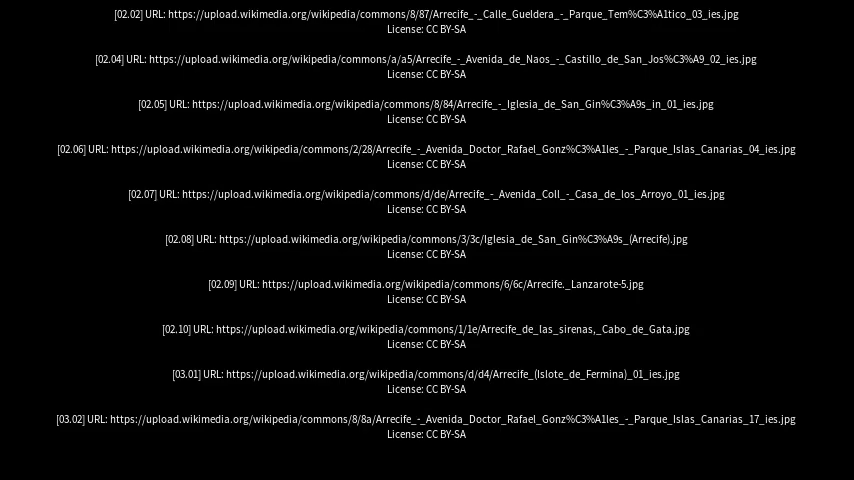 [02.02] URL: https://upload.wikimedia.org/wikipedia/commons/8/87/Arrecife_-_Calle_Gueldera_-_Parque_Tem%C3%A1tico_03_ies.jpg
License: CC BY-SA
[02.04] URL: https://upload.wikimedia.org/wikipedia/commons/a/a5/Arrecife_-_Avenida_de_Naos_-_Castillo_de_San_Jos%C3%A9_02_ies.jpg
License: CC BY-SA
[02.05] URL: https://upload.wikimedia.org/wikipedia/commons/8/84/Arrecife_-_Iglesia_de_San_Gin%C3%A9s_in_01_ies.jpg
License: CC BY-SA
[02.06] URL: https://upload.wikimedia.org/wikipedia/commons/2/28/Arrecife_-_Avenida_Doctor_Rafael_Gonz%C3%A1les_-_Parque_Islas_Canarias_04_ies.jpg
License: CC BY-SA
[02.07] URL: https://upload.wikimedia.org/wikipedia/commons/d/de/Arrecife_-_Avenida_Coll_-_Casa_de_los_Arroyo_01_ies.jpg
License: CC BY-SA
[02.08] URL: https://upload.wikimedia.org/wikipedia/commons/3/3c/Iglesia_de_San_Gin%C3%A9s_(Arrecife).jpg
License: CC BY-SA
[02.09] URL: https://upload.wikimedia.org/wikipedia/commons/6/6c/Arrecife._Lanzarote-5.jpg
License: CC BY-SA
[02.10] URL: https://upload.wikimedia.org/wikipedia/commons/1/1e/Arrecife_de_las_sirenas,_Cabo_de_Gata.jpg
License: CC BY-SA
[03.01] URL: https://upload.wikimedia.org/wikipedia/commons/d/d4/Arrecife_(Islote_de_Fermina)_01_ies.jpg
License: CC BY-SA
[03.02] URL: https://upload.wikimedia.org/wikipedia/commons/8/8a/Arrecife_-_Avenida_Doctor_Rafael_Gonz%C3%A1les_-_Parque_Islas_Canarias_17_ies.jpg
License: CC BY-SA